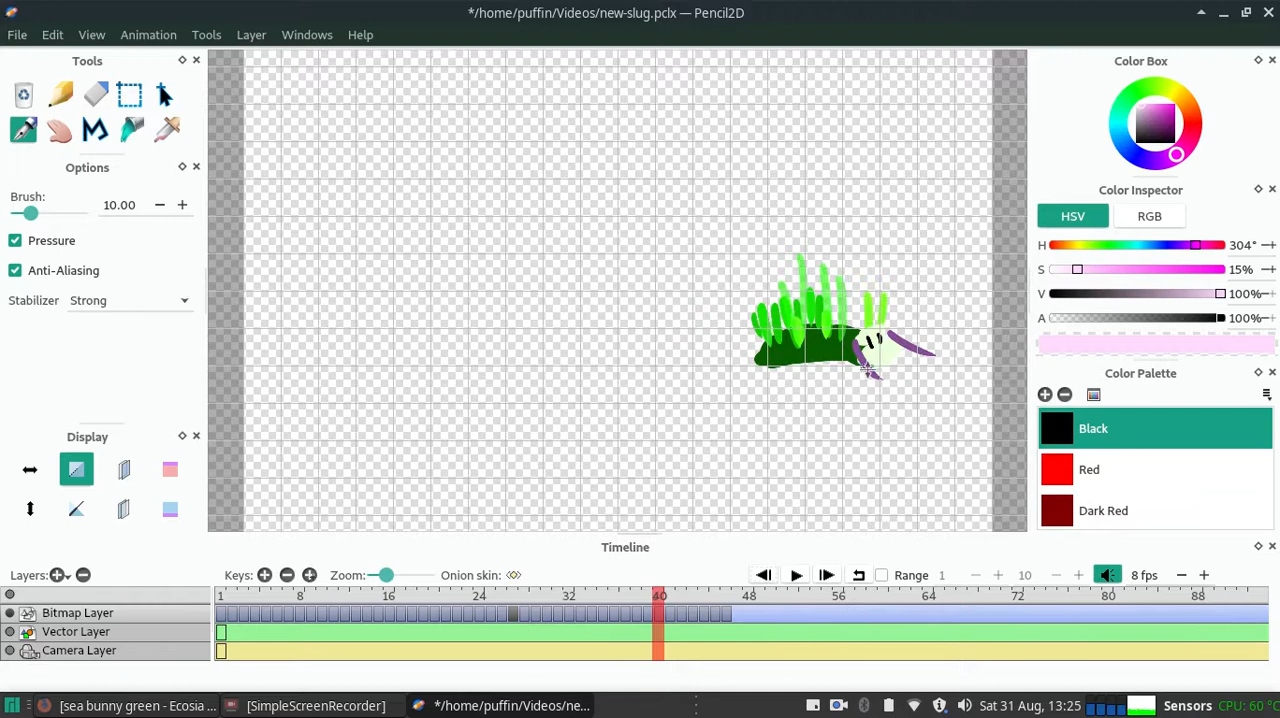 */home/puffin/Videos/new-slug.pclx — Pencil2D
File Edit View Animation Tools Layer Windows Help
Tools
Color Box
Options
Brush:
10.00
Pressure
Anti-Aliasing
Stabilizer Strong
Color Inspector
HSV RGB
H 304°
S 15%
V 100%
A 100%
Color Palette
Black
Red
Dark Red
Display
Timeline
Layers: Keys: Zoom: Onion skin: Range 1 10 8 fps
1 8 16 24 32 40 48 56 64 72 80 88
Bitmap Layer
Vector Layer
Camera Layer
[sea bunny green - Ecosia ... [SimpleScreenRecorder] */home/puffin/Videos/ne... Sat 31 Aug, 13:25 Sensors CPU: 60 °C